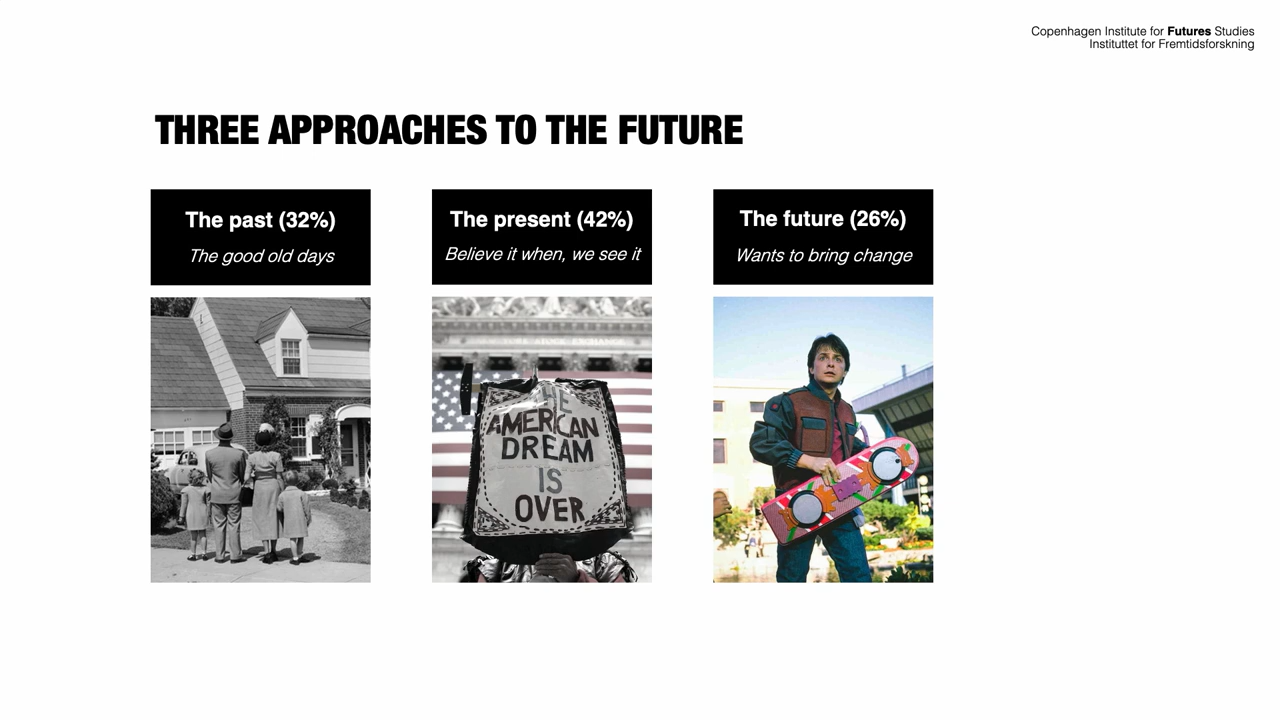 Copenhagen Institute for Futures Studies
Instituttet for Fremtidsforskning
THREE APPROACHES TO THE FUTURE
The past (32%)
The good old days
The present (42%)
Believe it when, we see it
The future (26%)
Wants to bring change
THE
AMERICAN
DREAM
IS
OVER